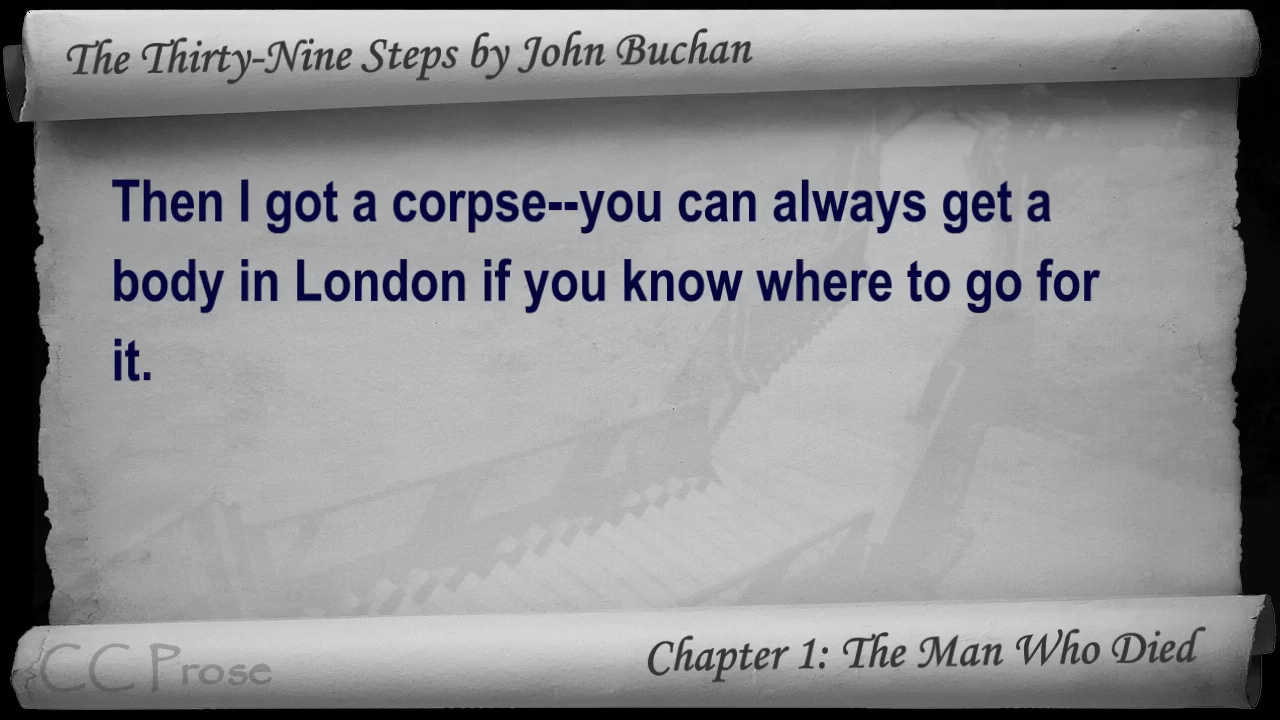 The Thirty-Nine Steps by John Buchan
Then I got a corpse--you can always get a
body in London if you know where to go for
it.
CC Prose
Chapter 1: The Man Who Died